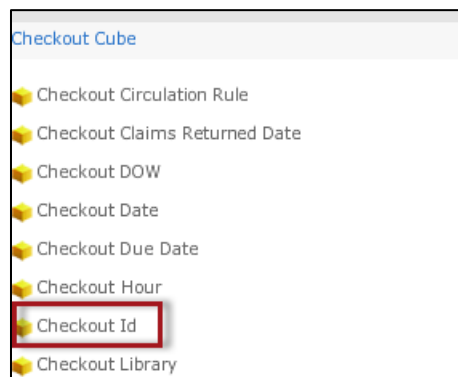 Checkout Cube
Checkout Circulation Rule
Checkout Claims Returned Date
Checkout DOW
Checkout Date
Checkout Due Date
Checkout Hour
Checkout Id
Checkout Library